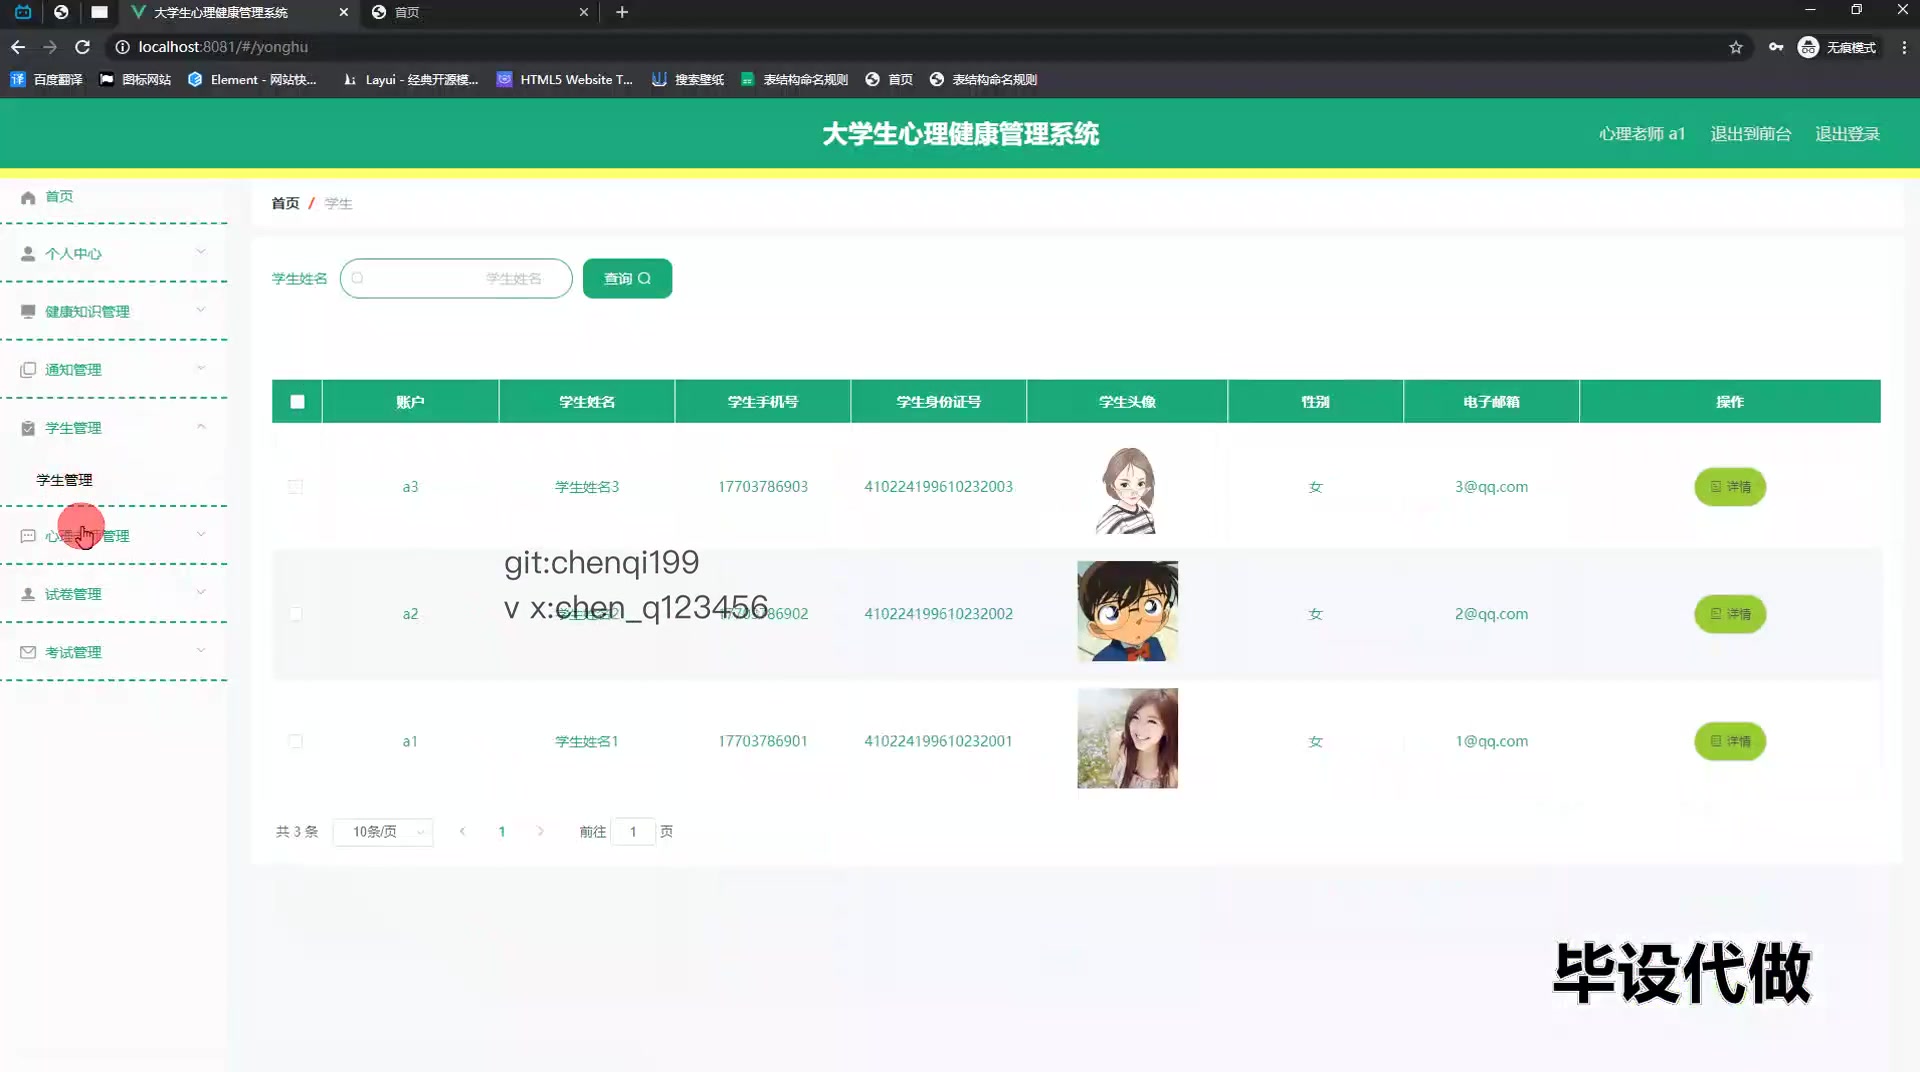 大学生心理健康管理系统
首页
localhost:8081/#/yonghu
无痕模式
百度翻译
图标网站
Element - 网站快...
Layui - 经典开源模...
HTML5 Website T...
搜索壁纸
表结构命名规则
首页
表结构命名规则
大学生心理健康管理系统
心理老师 a1
退出到前台
退出登录
首页
个人中心
健康知识管理
通知管理
学生管理
学生管理
心理老师管理
试卷管理
考试管理
首页 / 学生
学生姓名
学生姓名
查询
账户 学生姓名 学生手机号 学生身份证号 学生头像 性别 电子邮箱 操作
a3 学生姓名3 17703786903 410224199610232003 女 3@qq.com 详情
git:chenqi199
v x:chen_q123456
a2 学生姓名2 17703786902 410224199610232002 女 2@qq.com 详情
a1 学生姓名1 17703786901 410224199610232001 女 1@qq.com 详情
共 3 条 10条/页 1 前往 1 页
毕设代做